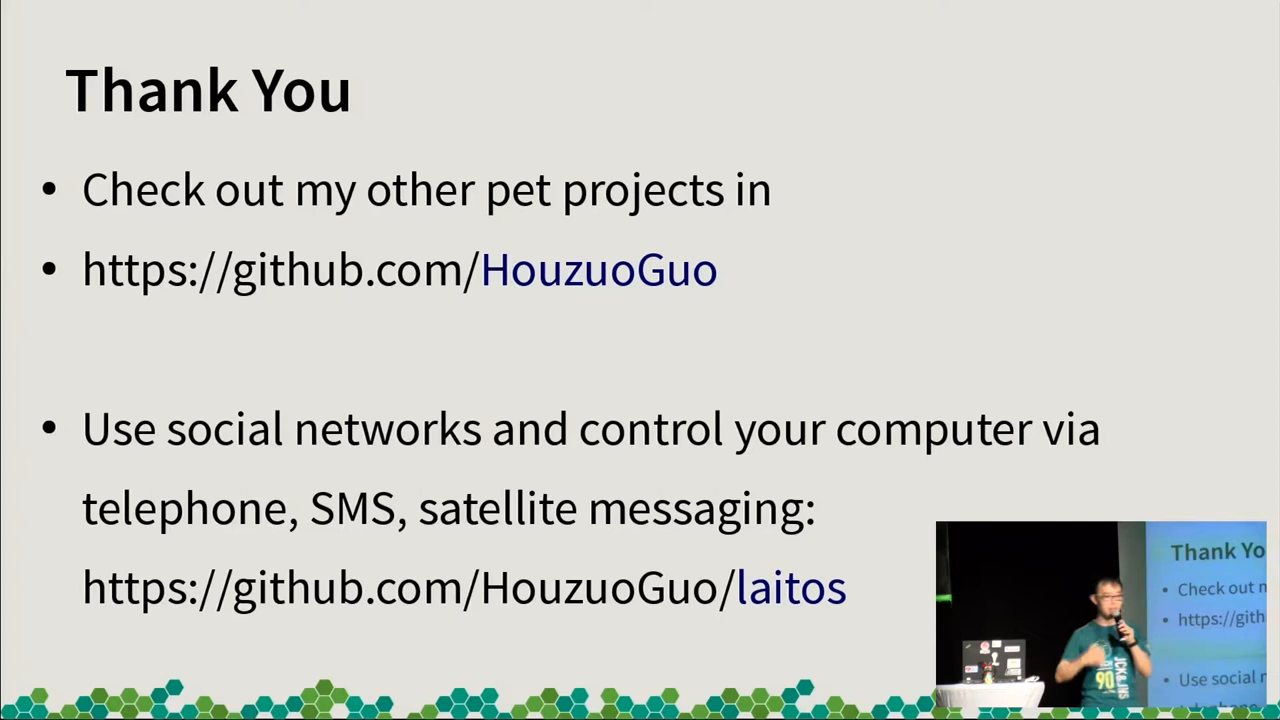 Thank You
• Check out my other pet projects in
• https://github.com/HouzuoGuo
• Use social networks and control your computer via
telephone, SMS, satellite messaging:
https://github.com/HouzuoGuo/laitos
Thank Yo
• Check out n
• https://gith
• Use social r
90